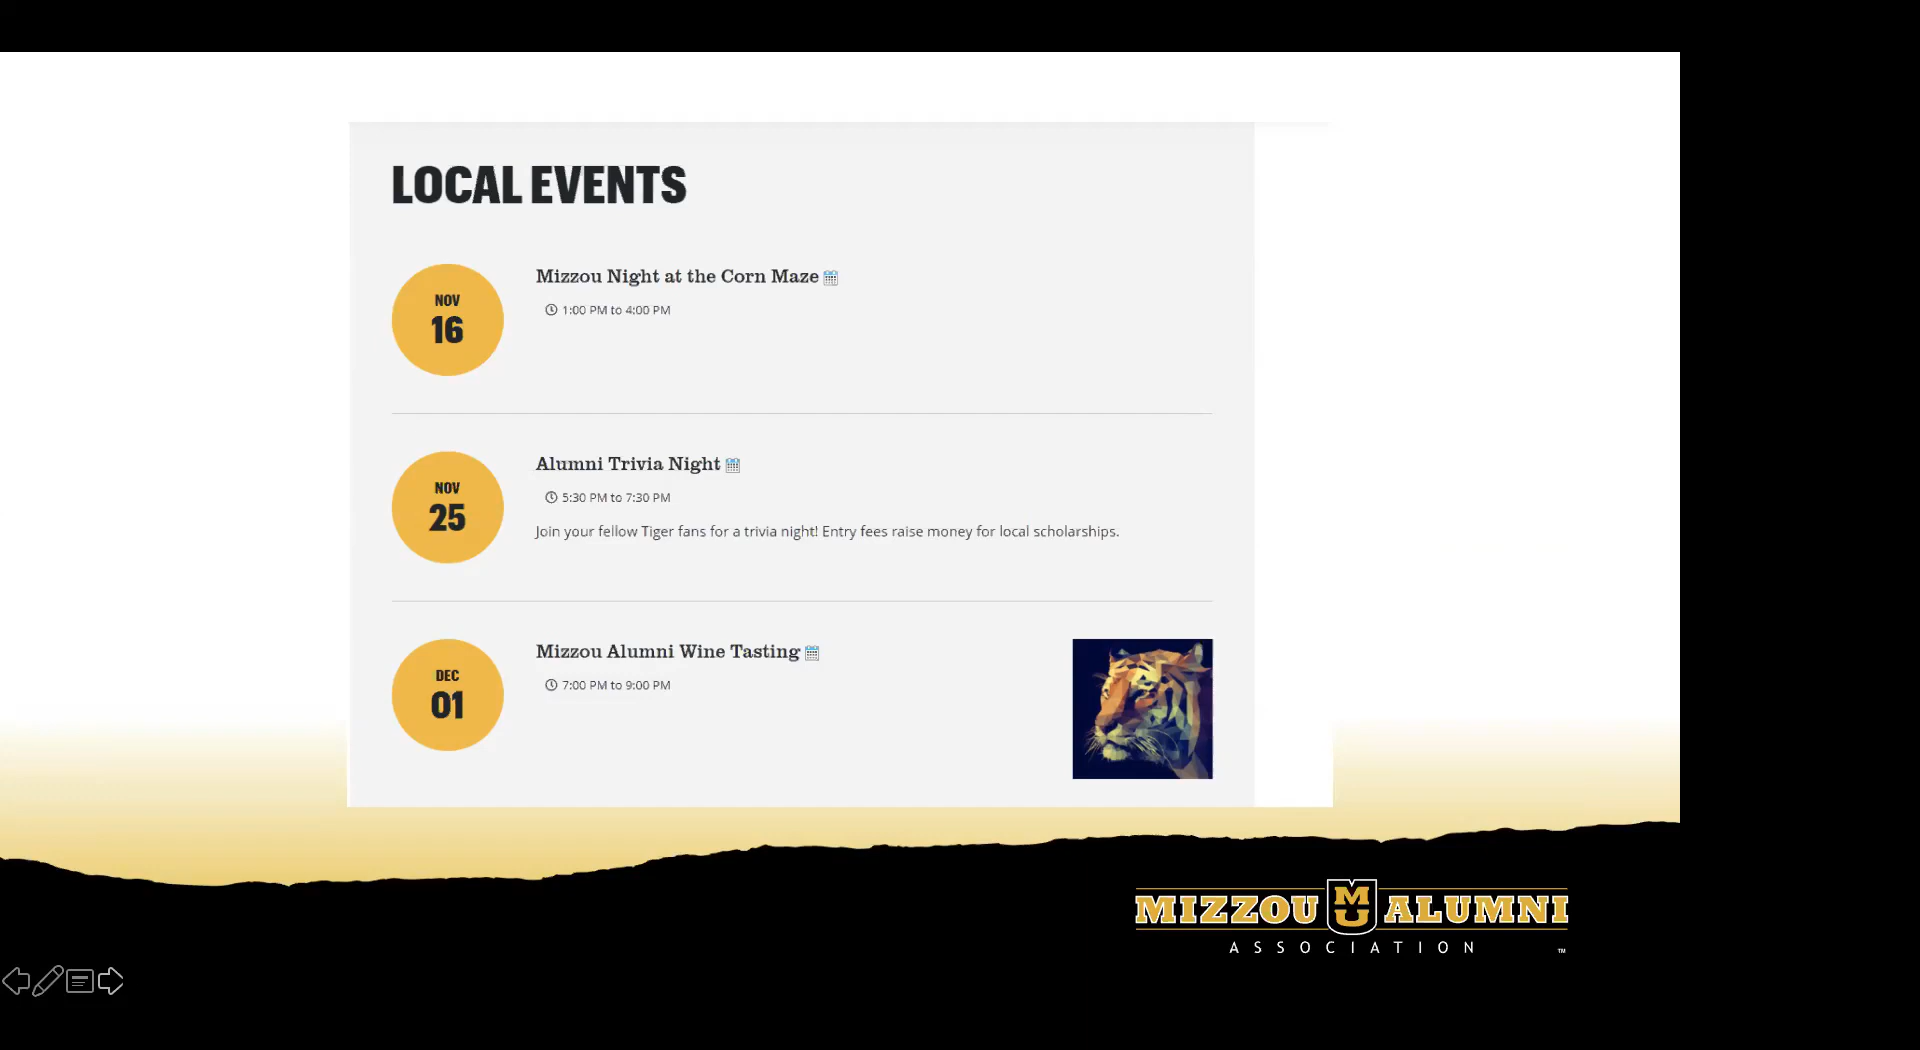 LOCAL EVENTS
NOV
16
Mizzou Night at the Corn Maze
1:00 PM to 4:00 PM
NOV
25
Alumni Trivia Night
5:30 PM to 7:30 PM
Join your fellow Tiger fans for a trivia night! Entry fees raise money for local scholarships.
DEC
01
Mizzou Alumni Wine Tasting
7:00 PM to 9:00 PM
MIZZOU MU ALUMNI
ASSOCIATION ™